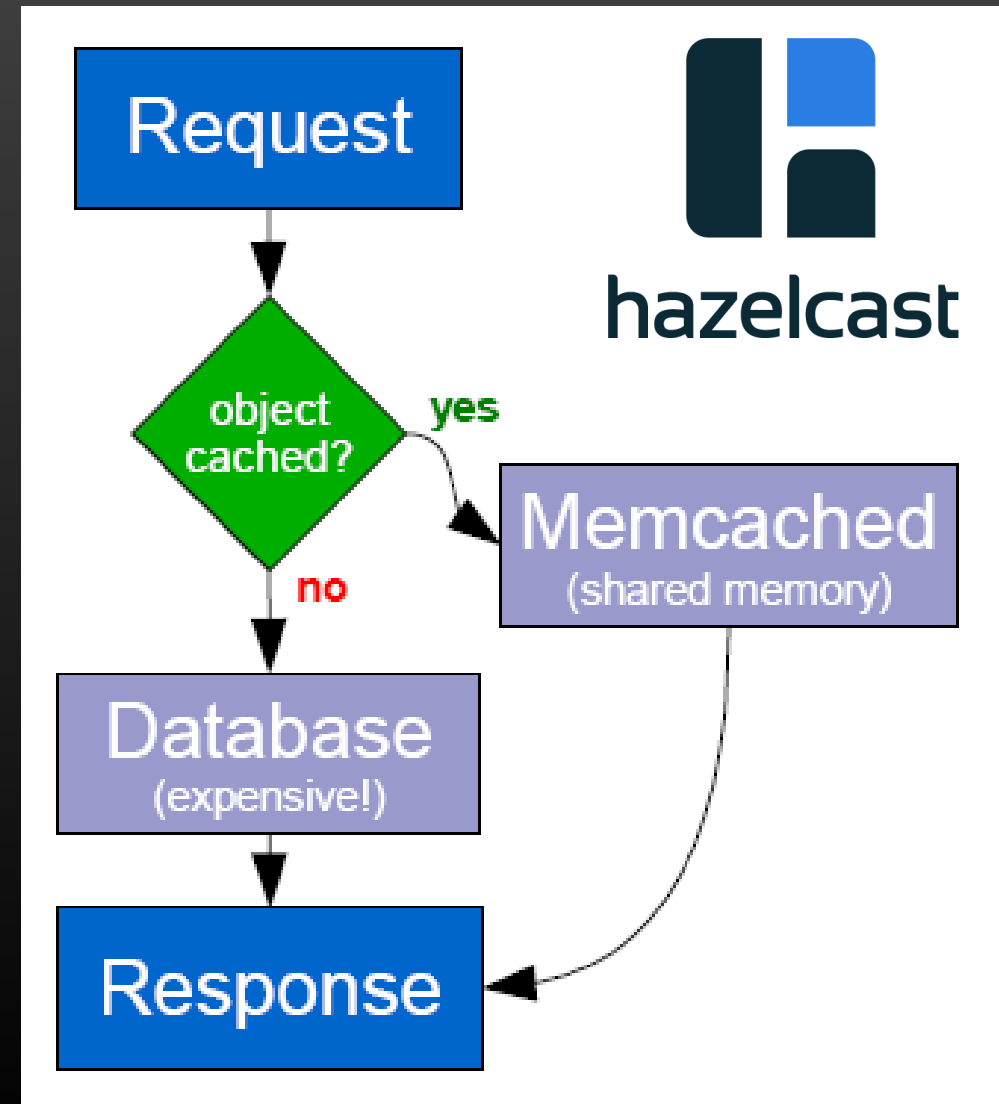 Request
hazelcast
object
cached?
yes
Memcached
(shared memory)
no
Database
(expensive!)
Response